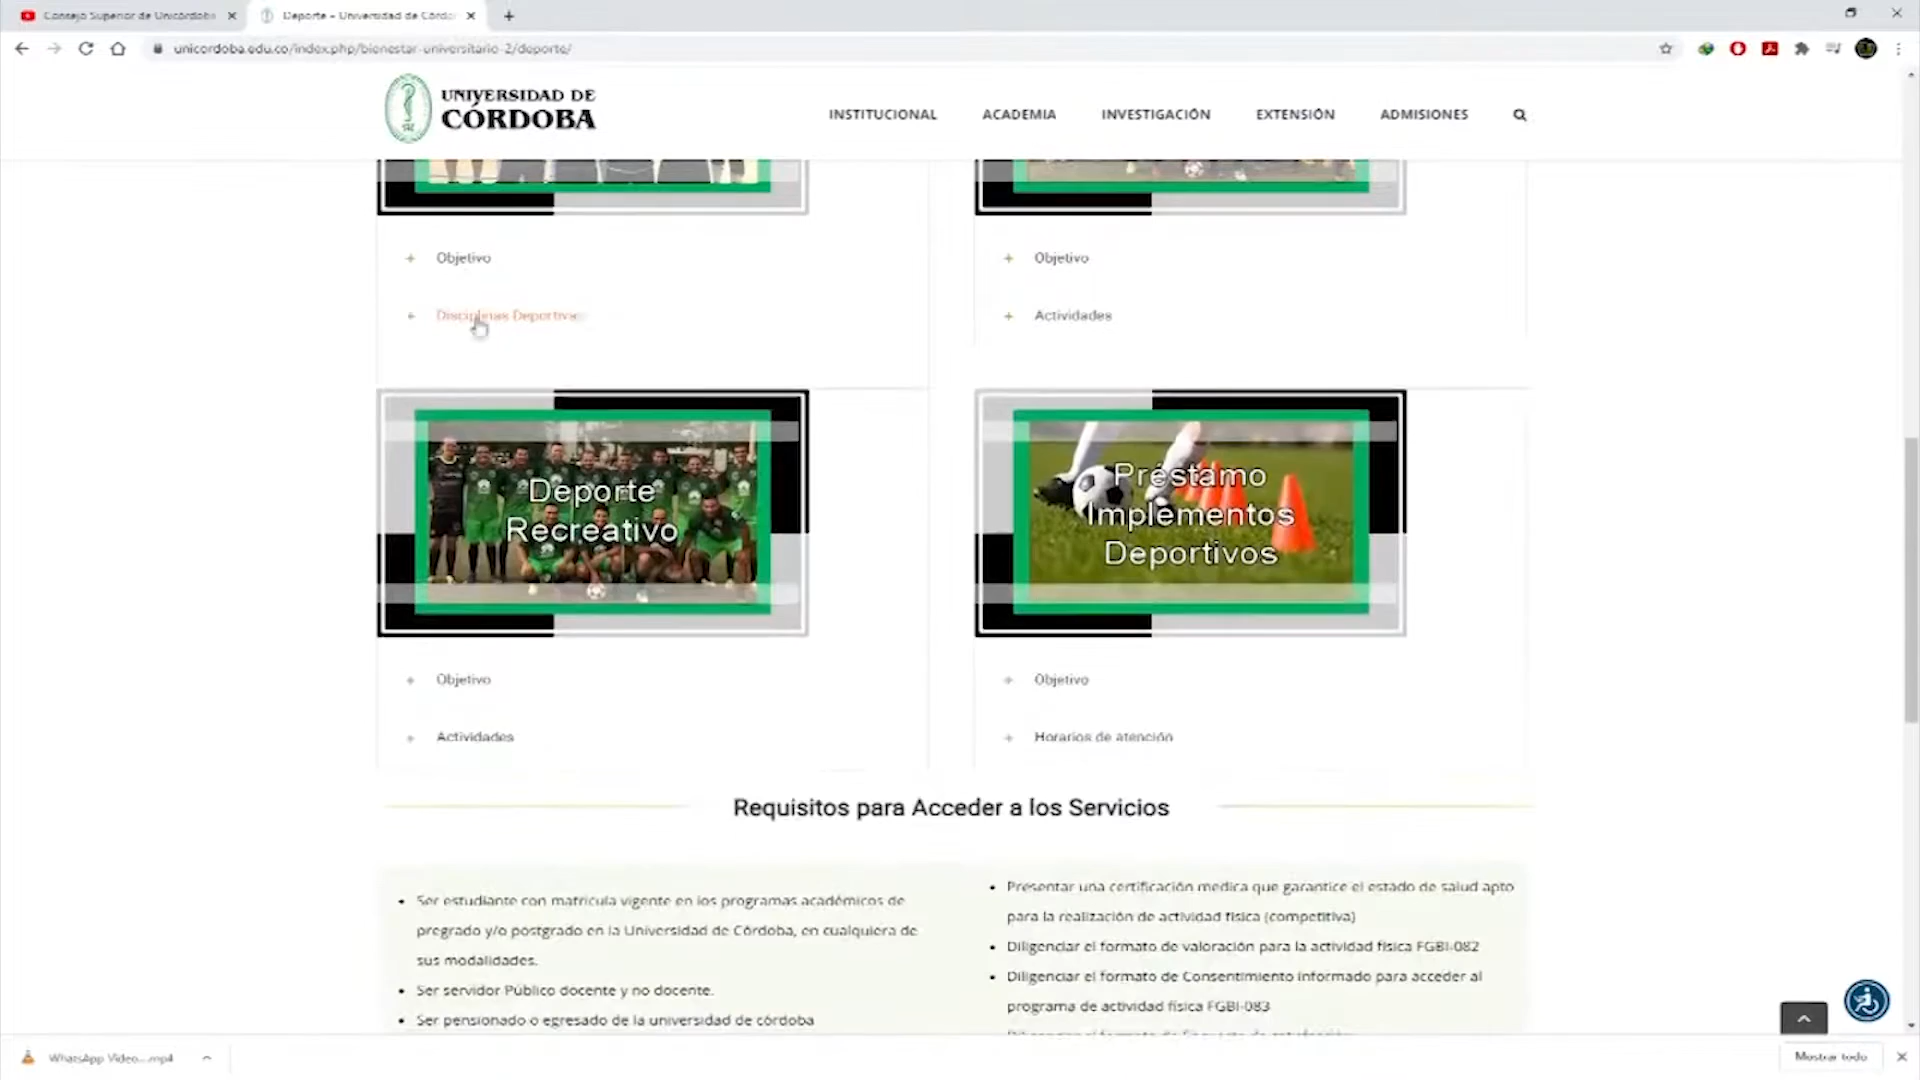 Consejo Superior de Unicórdoba
Deporte - Universidad de Córdo
unicordoba.edu.co/index.php/bienestar-universitario-2/deporte/
UNIVERSIDAD DE
CÓRDOBA
INSTITUCIONAL
ACADEMIA
INVESTIGACIÓN
EXTENSIÓN
ADMISIONES
+ Objetivo
+ Objetivo
+ Disciplinas Deportivas
+ Actividades
Deporte
Recreativo
Préstamo
Implementos
Deportivos
+ Objetivo
+ Objetivo
+ Actividades
+ Horarios de atención
Requisitos para Acceder a los Servicios
• Ser estudiante con matricula vigente en los programas académicos de
pregrado y/o postgrado en la Universidad de Córdoba, en cualquiera de
sus modalidades.
• Ser servidor Público docente y no docente.
• Ser pensionado o egresado de la universidad de córdoba
• Presentar una certificación medica que garantice el estado de salud apto
para la realización de actividad física (competitiva)
• Diligenciar el formato de valoración para la actividad física FGBI-082
• Diligenciar el formato de Consentimiento informado para acceder al
programa de actividad física FGBI-083
WhatsApp Video....mp4
Mostrar todo